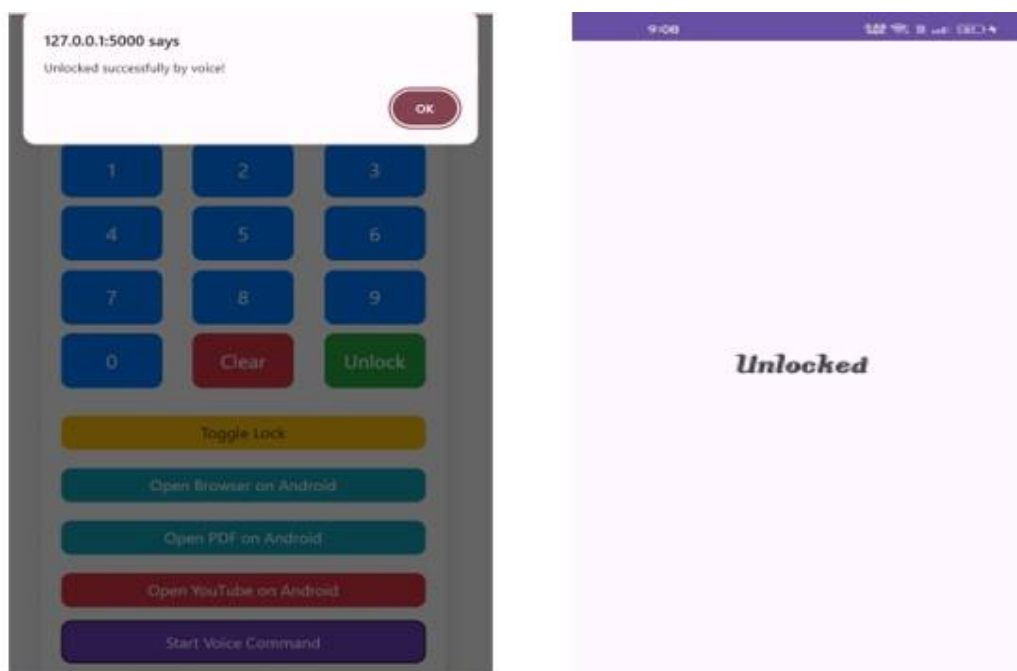 127.0.0.1:5000 says
Unlocked successfully by voice!
OK
1 2 3
4 5 6
7 8 9
0 Clear Unlock
Toggle Lock
Open Browser on Android
Open PDF on Android
Open YouTube on Android
Start Voice Command
9:08
Unlocked